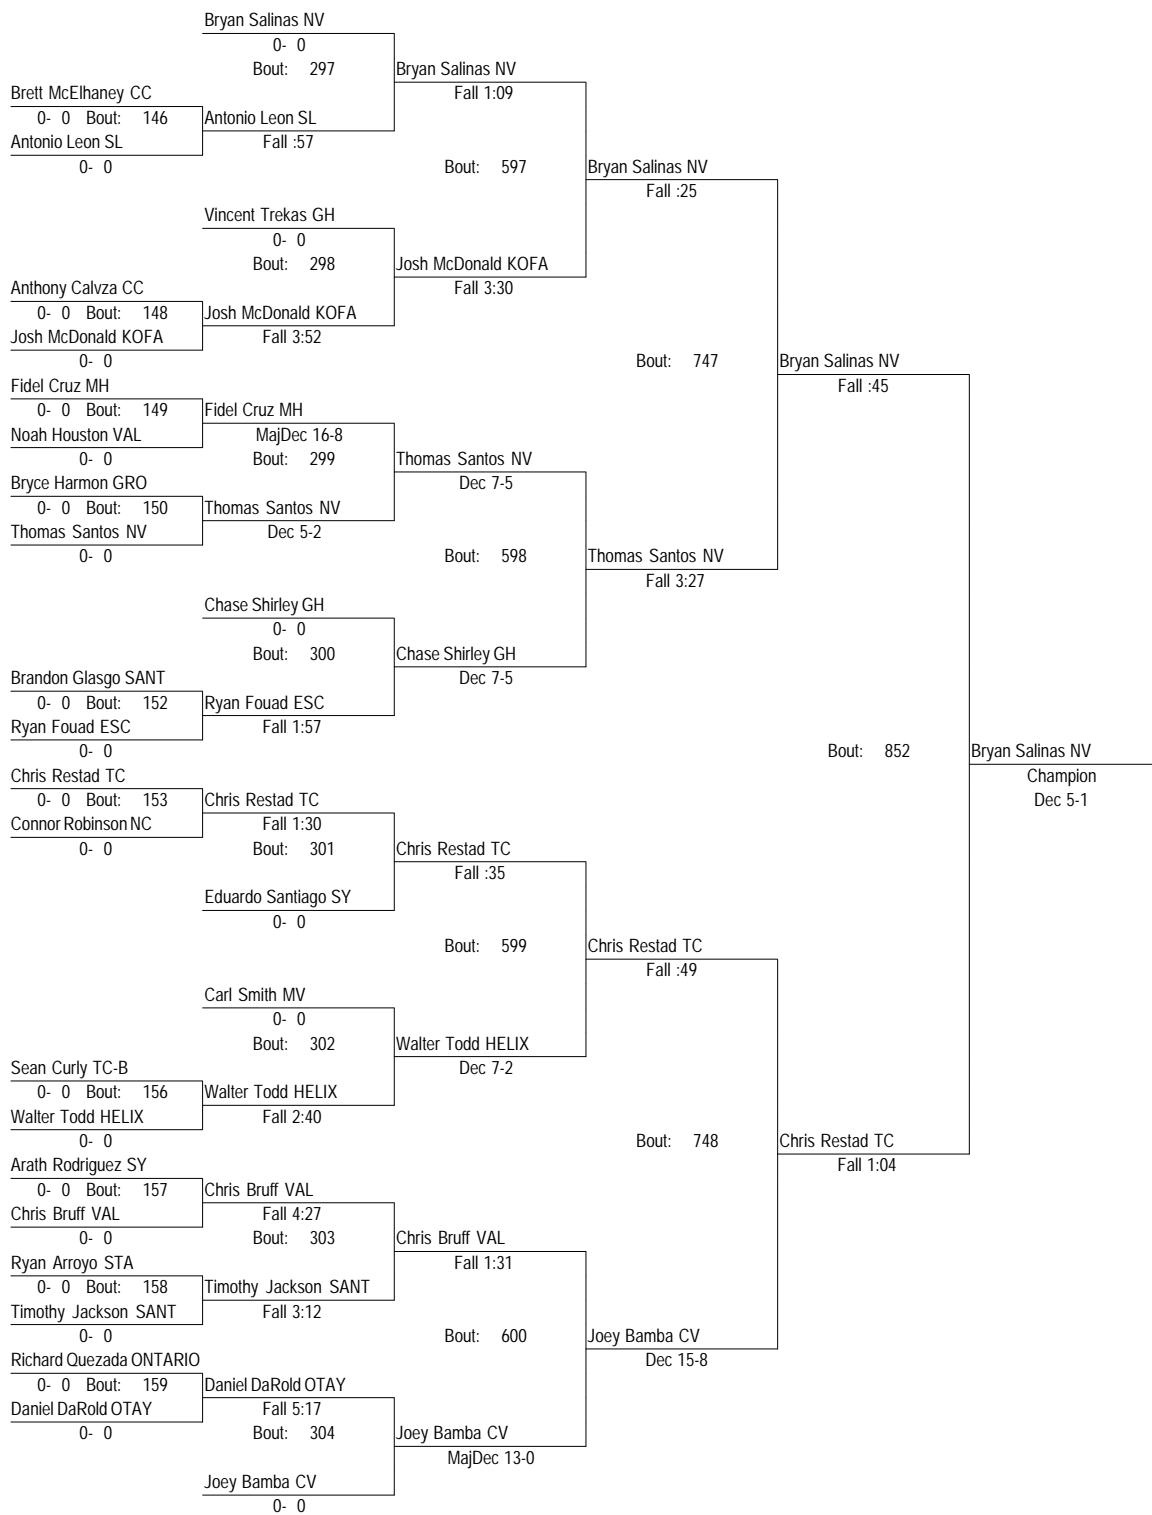 Bryan Salinas NV
0- 0
Bout: 297
Bryan Salinas NV
Fall 1:09
Brett McElhaney CC
0- 0 Bout: 146
Antonio Leon SL
Antonio Leon SL
Fall :57
0- 0
Bout: 597
Bryan Salinas NV
Fall :25
Vincent Trekas GH
0- 0
Bout: 298
Josh McDonald KOFA
Fall 3:30
Anthony Calvza CC
0- 0 Bout: 148
Josh McDonald KOFA
Josh McDonald KOFA
Fall 3:52
0- 0
Bout: 747
Bryan Salinas NV
Fall :45
Fidel Cruz MH
0- 0 Bout: 149
Fidel Cruz MH
Noah Houston VAL
MajDec 16-8
0- 0
Bout: 299
Thomas Santos NV
Dec 7-5
Bryce Harmon GRO
0- 0 Bout: 150
Thomas Santos NV
Thomas Santos NV
Dec 5-2
0- 0
Bout: 598
Thomas Santos NV
Fall 3:27
Chase Shirley GH
0- 0
Bout: 300
Chase Shirley GH
Dec 7-5
Brandon Glasgo SANT
0- 0 Bout: 152
Ryan Fouad ESC
Ryan Fouad ESC
Fall 1:57
0- 0
Bout: 852
Bryan Salinas NV
Champion
Dec 5-1
Chris Restad TC
0- 0 Bout: 153
Chris Restad TC
Connor Robinson NC
Fall 1:30
0- 0
Bout: 301
Chris Restad TC
Fall :35
Eduardo Santiago SY
0- 0
Bout: 599
Chris Restad TC
Fall :49
Carl Smith MV
0- 0
Bout: 302
Walter Todd HELIX
Dec 7-2
Sean Curly TC-B
0- 0 Bout: 156
Walter Todd HELIX
Walter Todd HELIX
Fall 2:40
0- 0
Bout: 748
Chris Restad TC
Fall 1:04
Arath Rodriguez SY
0- 0 Bout: 157
Chris Bruff VAL
Chris Bruff VAL
Fall 4:27
0- 0
Bout: 303
Chris Bruff VAL
Fall 1:31
Ryan Arroyo STA
0- 0 Bout: 158
Timothy Jackson SANT
Timothy Jackson SANT
Fall 3:12
0- 0
Bout: 600
Joey Bamba CV
Dec 15-8
Richard Quezada ONTARIO
0- 0 Bout: 159
Daniel DaRold OTAY
Daniel DaRold OTAY
Fall 5:17
0- 0
Bout: 304
Joey Bamba CV
MajDec 13-0
Joey Bamba CV
0- 0